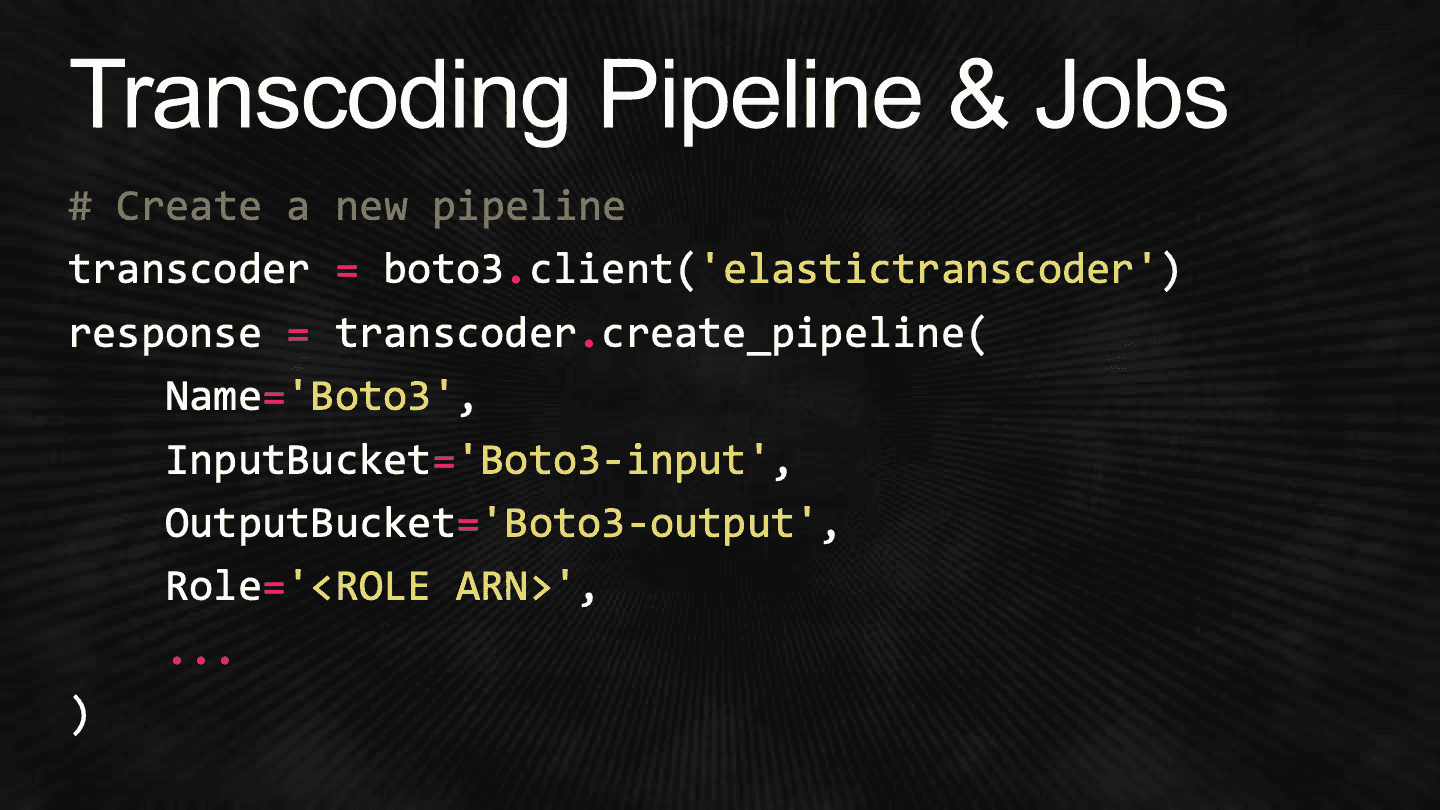 Transcoding Pipeline & Jobs
# Create a new pipeline
transcoder = boto3.client('elastictranscoder')
response = transcoder.create_pipeline(
    Name='Boto3',
    InputBucket='Boto3-input',
    OutputBucket='Boto3-output',
    Role='<ROLE ARN>',
    ...
)